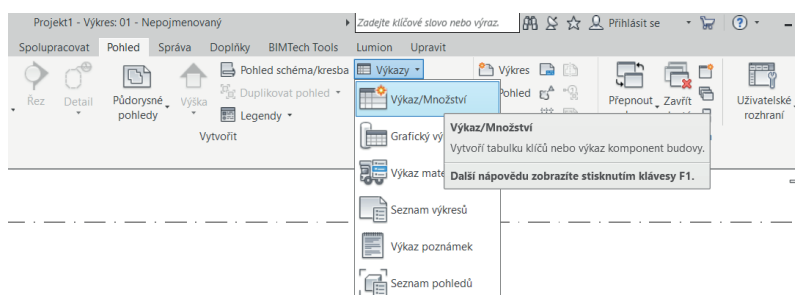 Projekt1 - Výkres: 01 - Nepojmenovaný
Zadejte klíčové slovo nebo výraz.
Přihlásit se
Spolupracovat Pohled Správa Doplňky BIMTech Tools Lumion Upravit
Řez
Detail
Půdorysné pohledy
Výška
Pohled schéma/kresba
Duplikovat pohled
Legendy
Vytvořit
Výkazy
Výkres
Pohled
Přepnout
Zavřít
Uživatelské
rozhraní
Výkaz/Množství
Grafický vý
Výkaz mate
Seznam výkresů
Výkaz poznámek
Seznam pohledů
Výkaz/Množství
Vytvoří tabulku klíčů nebo výkaz komponent budovy.
Další nápovědu zobrazíte stisknutím klávesy F1.